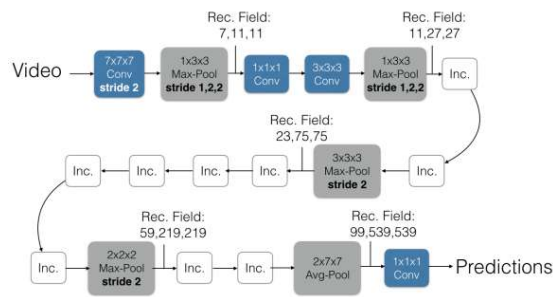 Rec. Field:
7,11,11
Rec. Field:
11,27,27
Video
7x7x7
Conv
stride 2
1x3x3
Max-Pool
stride 1,2,2
1x1x1
Conv
3x3x3
Conv
1x3x3
Max-Pool
stride 1,2,2
Inc.
Rec. Field:
23,75,75
Inc.
Inc.
Inc.
Inc.
3x3x3
Max-Pool
stride 2
Inc.
Rec. Field:
59,219,219
Rec. Field:
99,539,539
Inc.
2x2x2
Max-Pool
stride 2
Inc.
Inc.
2x7x7
Avg-Pool
1x1x1
Conv
Predictions